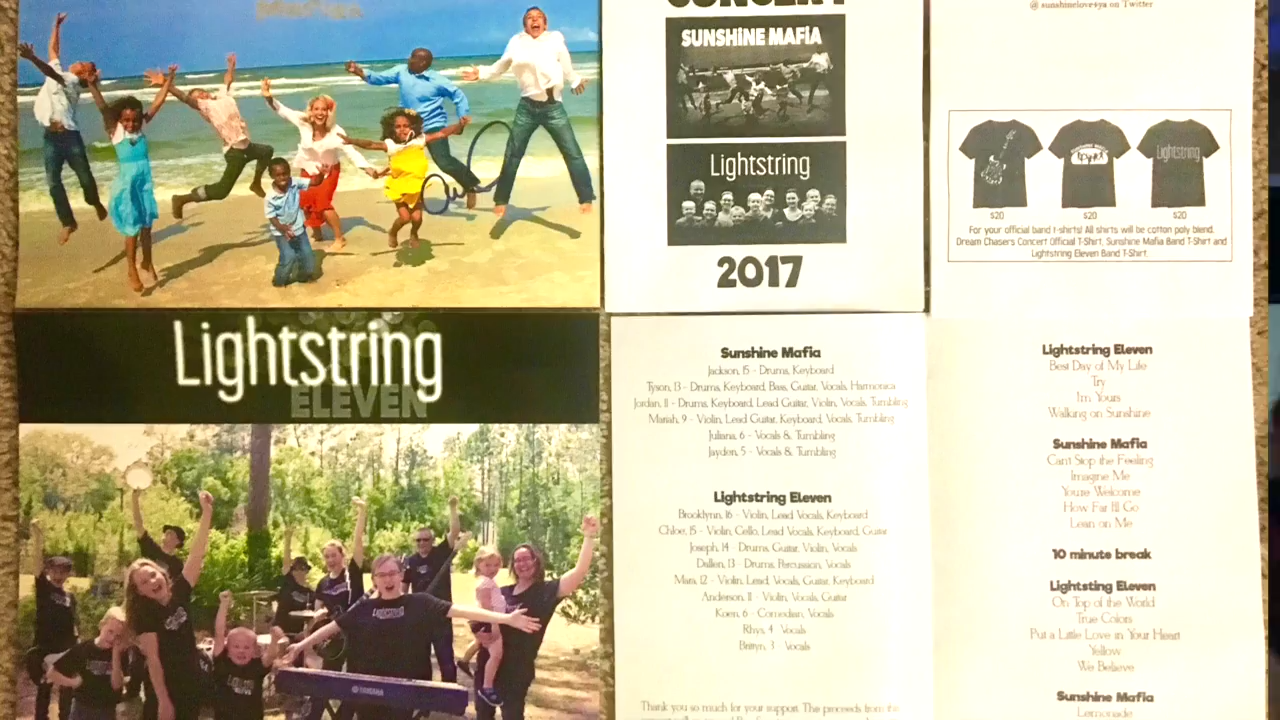 Mafia
CONCERT
SUNSHINE MAFIA
Lightstring
2017
@ sunshinelove4ya on Twitter
Lightstring
$20
$20
$20
For your official band t-shirts! All shirts will be cotton poly blend.
Dream Chasers Concert Official T-Shirt, Sunshine Mafia Band T-Shirt and
Lightstring Eleven Band T-Shirt.
Lightstring
ELEVEN
Lightstring
YAMAHA
Sunshine Mafia
Jackson, 15 - Drums, Keyboard
Tyson, 13 - Drums, Keyboard, Bass, Guitar, Vocals, Harmonica
Jordan, 11 - Drums, Keyboard, Lead Guitar, Violin, Vocals, Tumbling
Mariah, 9 - Violin, Lead Guitar, Keyboard, Vocals, Tumbling
Juliana, 6 - Vocals & Tumbling
Jayden, 5 - Vocals & Tumbling
Lightstring Eleven
Brooklynn, 16 - Violin, Lead Vocals, Keyboard
Chloe, 15 - Violin, Cello, Lead Vocals, Keyboard, Guitar
Joseph, 14 - Drums, Guitar, Violin, Vocals
Dallen, 13 - Drums, Percussion, Vocals
Mara, 12 - Violin, Lead, Vocals, Guitar, Keyboard
Anderson, 11 - Violin, Vocals, Guitar
Koen, 6 - Comedian, Vocals
Rhys, 4 Vocals
3 Vocals
Thank you so much for your support. The proceeds from
Lightstring Eleven
Best Day of My Life
Try
I'm Yours
Walking on Sunshine
Sunshine Mafia
Can't Stop the Feeling
Imagine Me
You're Welcome
How Far I'll Go
Lean on Me
10 minute break
Lightsting Eleven
On Top of the World
True Colors
Put a Little Love in Your Heart
Yellow
We Believe
Sunshine Mafia
Lemonade